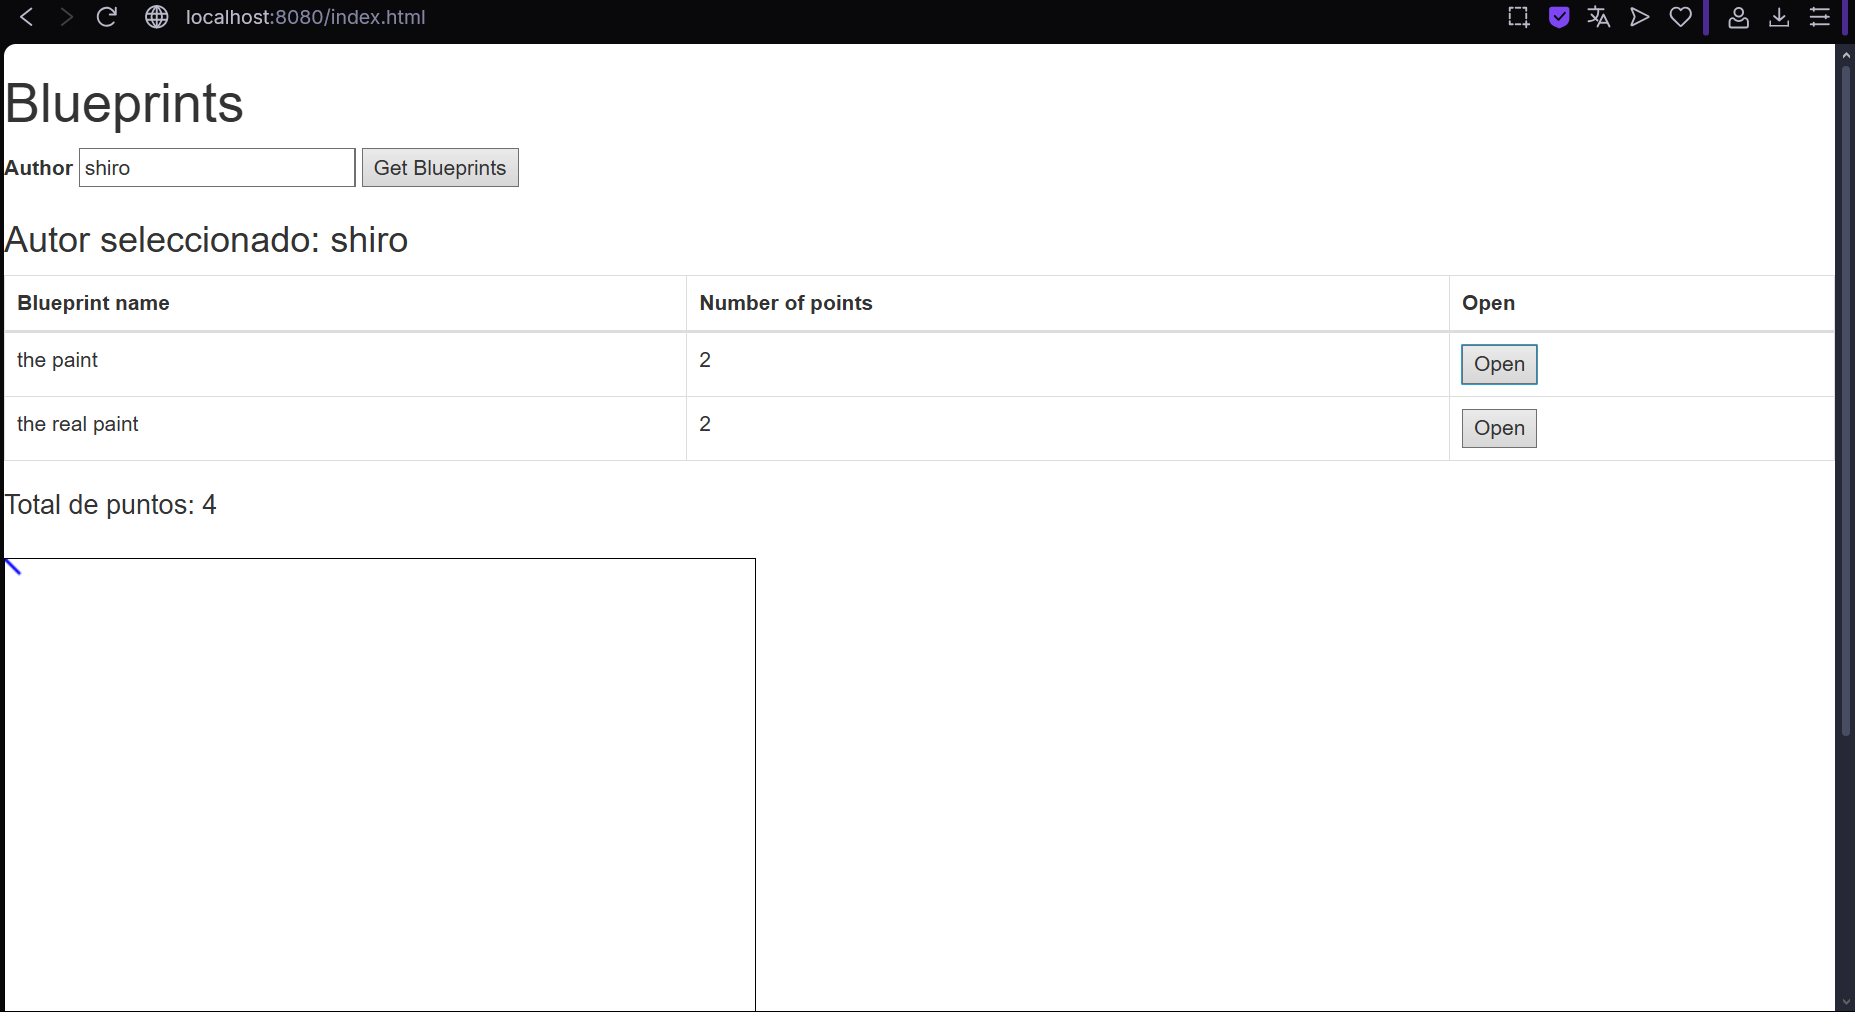 localhost:8080/index.html
Blueprints
Author shiro Get Blueprints
Autor seleccionado: shiro
Blueprint name Number of points Open
the paint 2 Open
the real paint 2 Open
Total de puntos: 4